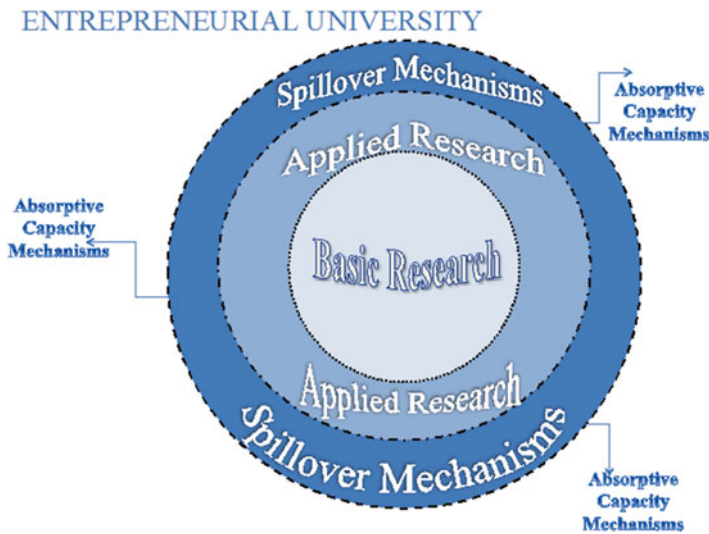 ENTREPRENEURIAL UNIVERSITY
Spillover Mechanisms
Absorptive
Capacity
Mechanisms
Applied Research
Absorptive
Capacity
Mechanisms
Basic Research
Applied Research
Spillover Mechanisms
Absorptive
Capacity
Mechanisms